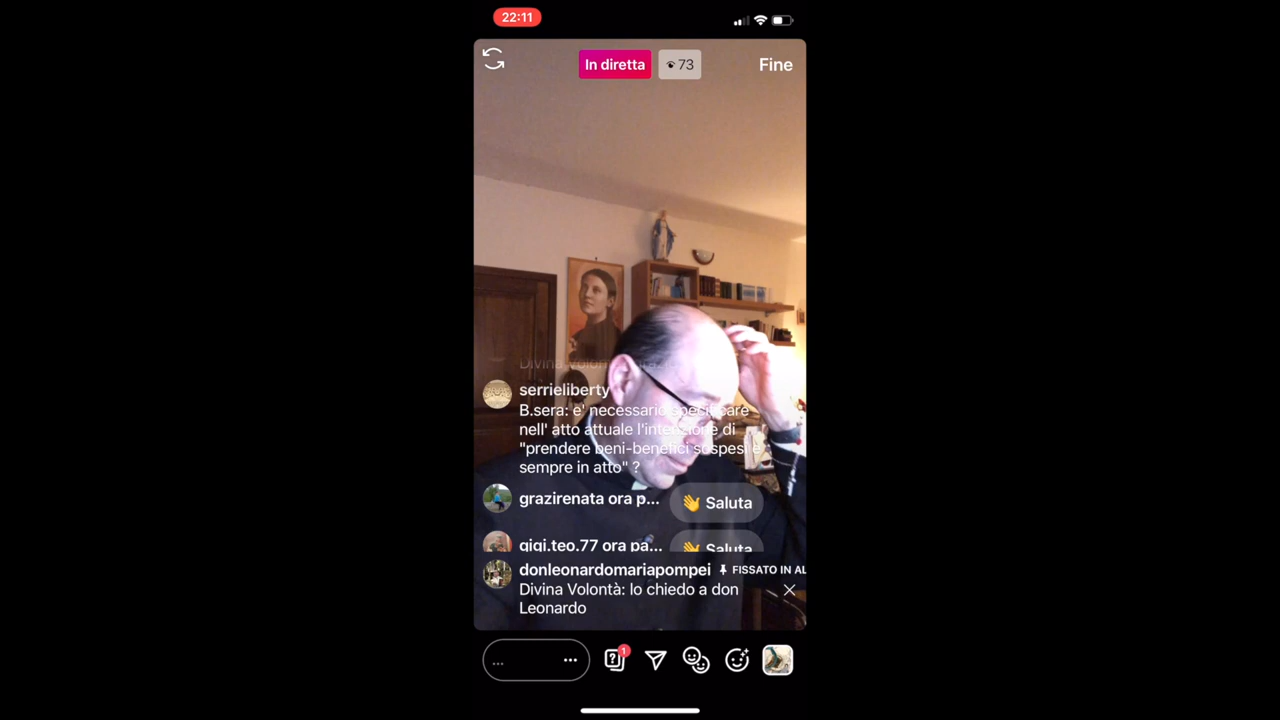 22:11
In diretta
73
Fine
serrieliberty
B.sera: e' necessario specificare
nell' atto attuale l'intenzione di
"prendere beni-benefici sospesi e
sempre in atto" ?
grazirenata ora p...
👋 Saluta
gigi.teo.77 ora pa...
👋 Saluta
donleonardomariapompei
FISSATO IN AL
Divina Volontà: lo chiedo a don
Leonardo
...
1